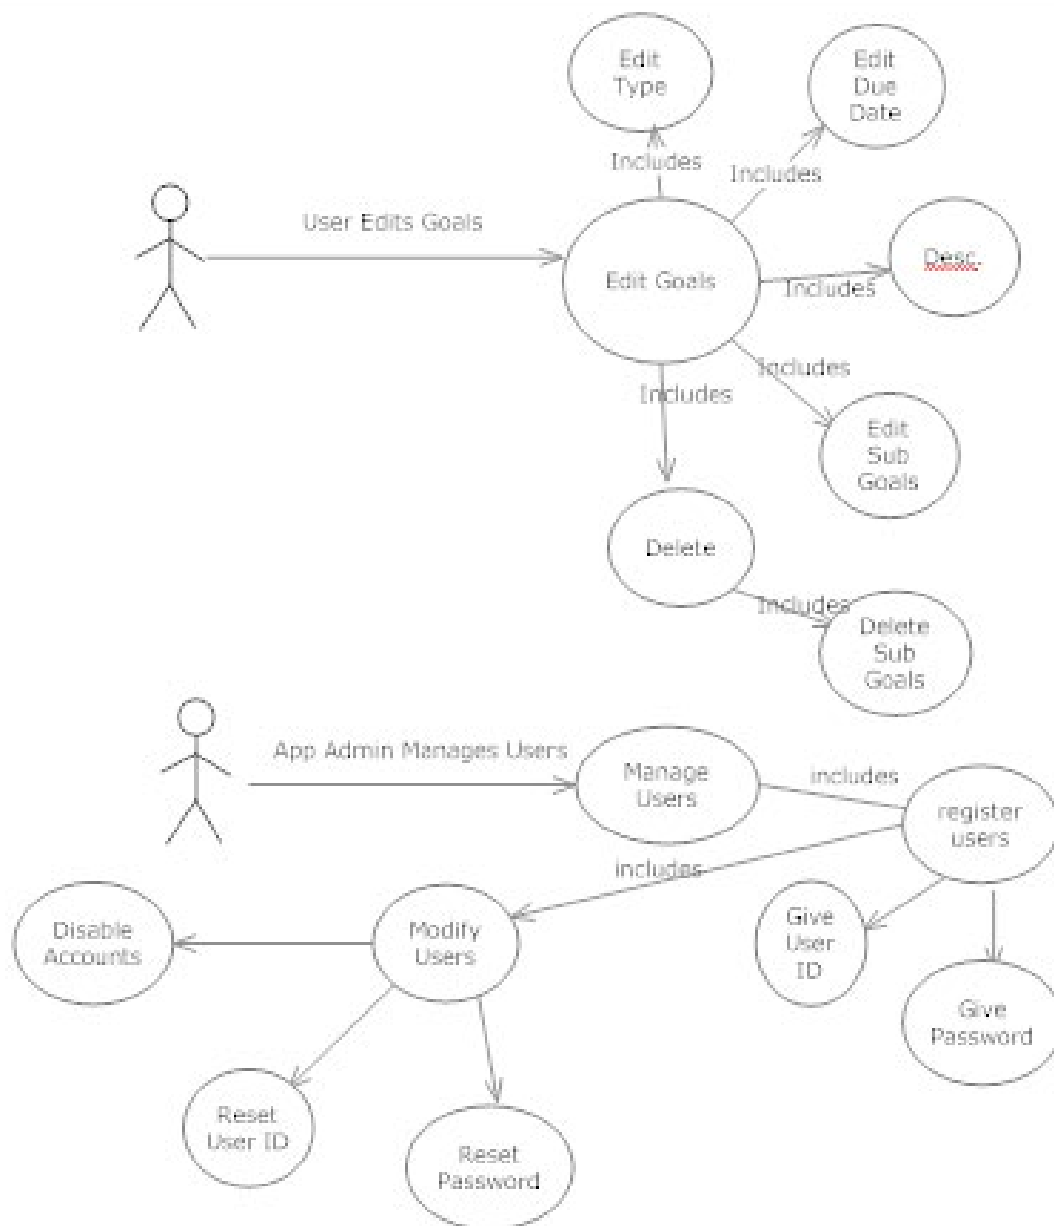 Edit
Type
Edit
Due
Date
Includes
Includes
User Edits Goals
Edit Goals
Desc.
Includes
Includes
Includes
Edit
Sub
Goals
Delete
Includes
Delete
Sub
Goals
App Admin Manages Users
Manage
Users
includes
register
users
includes
Disable
Accounts
Modify
Users
Give
User
ID
Give
Password
Reset
User ID
Reset
Password